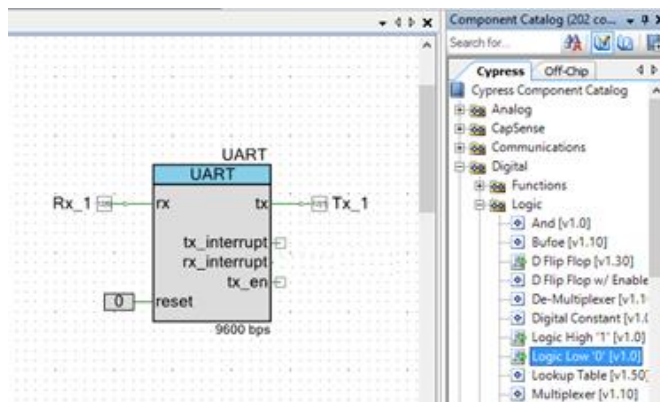 Component Catalog (202 co...
Search for...
Cypress
Off-Chip
Cypress Component Catalog
Analog
CapSense
Communications
Digital
Functions
Logic
And [v1.0]
Bufoe [v1.10]
D Flip Flop [v1.30]
D Flip Flop w/ Enable
De-Multiplexer [v1.1
Digital Constant [v1.0
Logic High '1' [v1.0]
Logic Low '0' [v1.0]
Lookup Table [v1.50]
Multiplexer [v1.10]
UART
UART
Rx_1
rx
tx
Tx_1
tx_interrupt
rx_interrupt
tx_en
0
reset
9600 bps